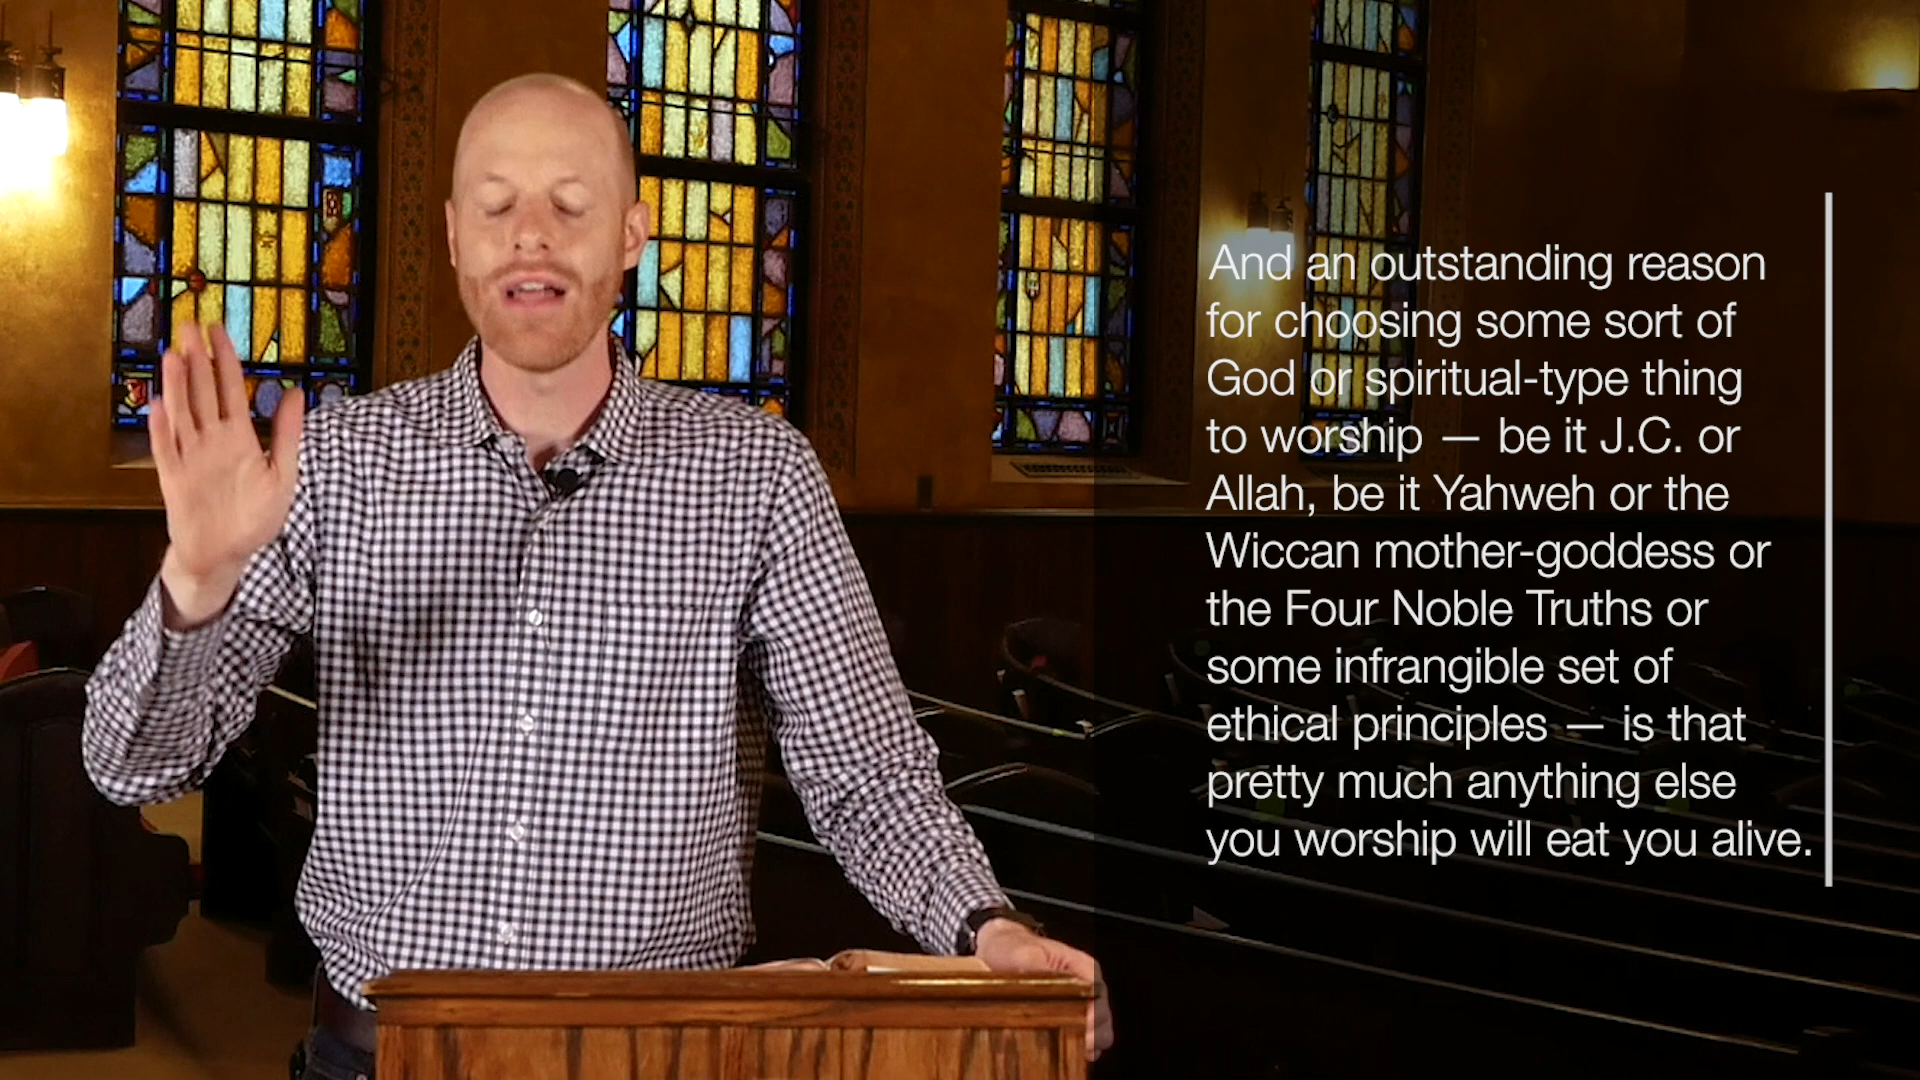 And an outstanding reason
for choosing some sort of
God or spiritual-type thing
to worship — be it J.C. or
Allah, be it Yahweh or the
Wiccan mother-goddess or
the Four Noble Truths or
some infrangible set of
ethical principles — is that
pretty much anything else
you worship will eat you alive.